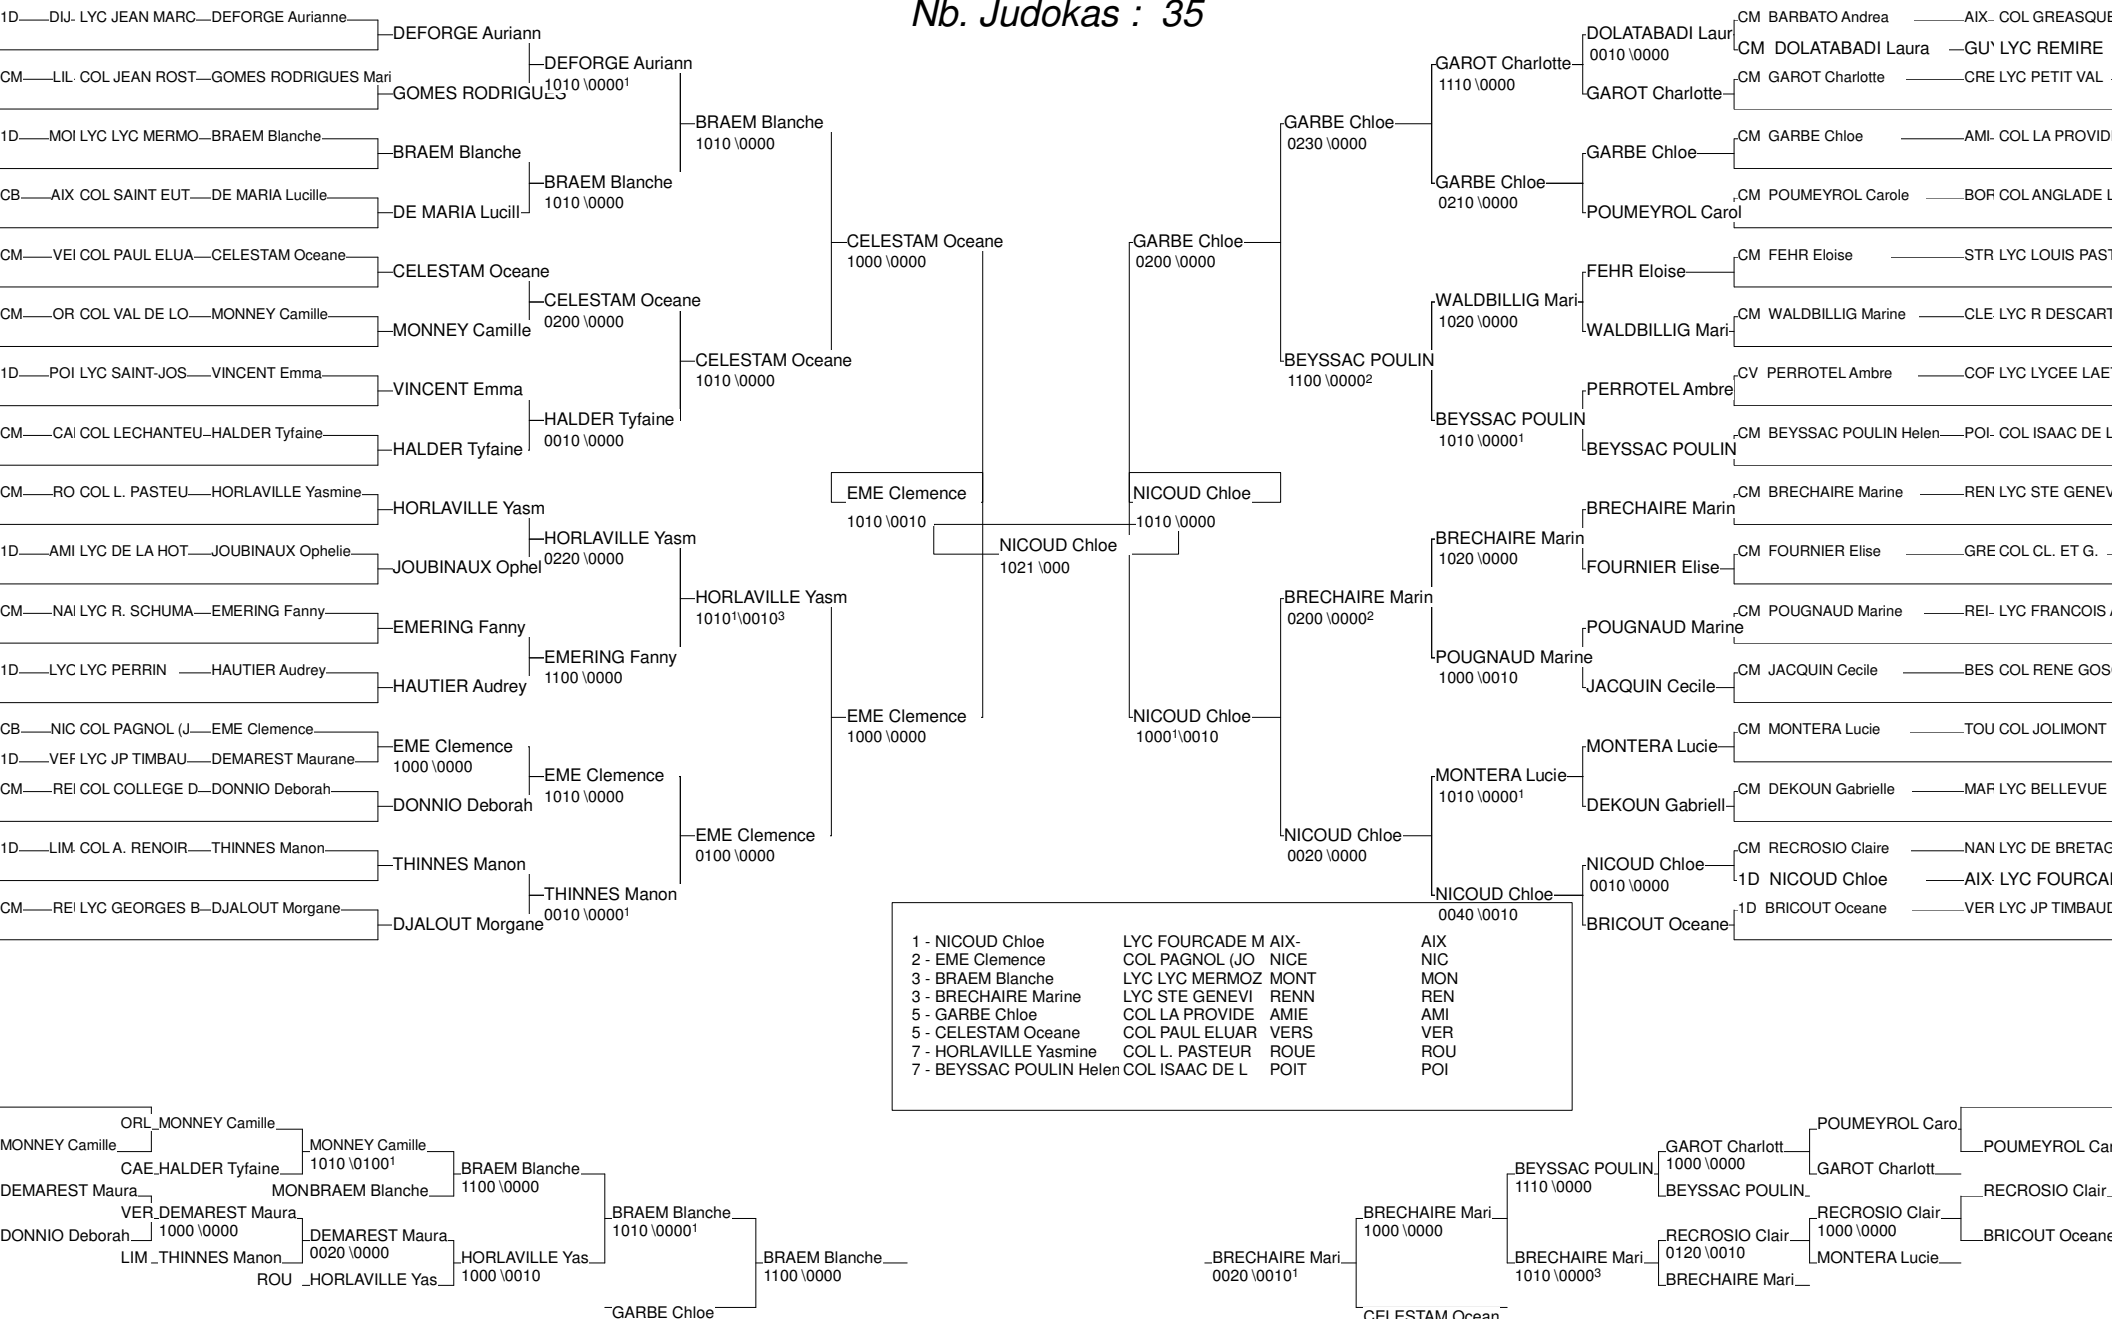 Nb. Judokas : 35
1D DIJ- LYC JEAN MARC DEFORGE Aurianne
CM LIL- COL JEAN ROST GOMES RODRIGUES Mari
1D MOI LYC LYC MERMO BRAEM Blanche
CB AIX COL SAINT EUT DE MARIA Lucille
CM VEI COL PAUL ELUA CELESTAM Oceane
CM OR COL VAL DE LO MONNEY Camille
1D POI LYC SAINT-JOS VINCENT Emma
CM CAI COL LECHANTEU HALDER Tyfaine
CM RO COL L. PASTEU HORLAVILLE Yasmine
1D AMI LYC DE LA HOT JOUBINAUX Ophelie
CM NAI LYC R. SCHUMA EMERING Fanny
1D LYC LYC PERRIN HAUTIER Audrey
CB NIC COL PAGNOL (J EME Clemence
1D VER LYC JP TIMBAU DEMAREST Maurane
CM REI COL COLLEGE D DONNIO Deborah
1D LIM- COL A. RENOIR THINNES Manon
CM REI LYC GEORGES B DJALOUT Morgane
DEFORGE Auriann
GOMES RODRIGUES
BRAEM Blanche
DE MARIA Lucill
CELESTAM Oceane
MONNEY Camille
VINCENT Emma
HALDER Tyfaine
HORLAVILLE Yasm
JOUBINAUX Ophel
EMERING Fanny
HAUTIER Audrey
EME Clemence
1000 \0000
DONNIO Deborah
THINNES Manon
DJALOUT Morgane
DEFORGE Auriann
1010 \0000¹
BRAEM Blanche
1010 \0000
CELESTAM Oceane
0200 \0000
HALDER Tyfaine
0010 \0000
HORLAVILLE Yasm
0220 \0000
EMERING Fanny
1100 \0000
EME Clemence
1010 \0000
THINNES Manon
0010 \0000¹
BRAEM Blanche
1010 \0000
CELESTAM Oceane
1010 \0000
HORLAVILLE Yasm
1010¹\0010³
EME Clemence
0100 \0000
CELESTAM Oceane
1000 \0000
EME Clemence
1000 \0000
EME Clemence
1010 \0010
NICOUD Chloe
1010 \0000
NICOUD Chloe
1021 \000
GARBE Chloe
0200 \0000
NICOUD Chloe
1000¹\0010
GARBE Chloe
0230 \0000
BEYSSAC POULIN
1100 \0000²
BRECHAIRE Marin
0200 \0000²
NICOUD Chloe
0020 \0000
GAROT Charlotte
1110 \0000
GARBE Chloe
0210 \0000
WALDBILLIG Mari
1020 \0000
BEYSSAC POULIN
1010 \0000¹
BRECHAIRE Marin
1020 \0000
POUGNAUD Marine
1000 \0010
MONTERA Lucie
1010 \0000¹
NICOUD Chloe
0040 \0010
DOLATABADI Laur
0010 \0000
GAROT Charlotte
GARBE Chloe
POUMEYROL Carol
FEHR Eloise
WALDBILLIG Mari
PERROTEL Ambre
BEYSSAC POULIN
BRECHAIRE Marin
FOURNIER Elise
POUGNAUD Marine
JACQUIN Cecile
MONTERA Lucie
DEKOUN Gabriell
NICOUD Chloe
0010 \0000
BRICOUT Oceane
CM BARBATO Andrea AIX- COL GREASQUE
CM DOLATABADI Laura GUY LYC REMIRE
CM GAROT Charlotte CRE LYC PETIT VAL
CM GARBE Chloe AMI- COL LA PROVIDE
CM POUMEYROL Carole BOR COL ANGLADE L
CM FEHR Eloise STR LYC LOUIS PAST
CM WALDBILLIG Marine CLE- LYC R DESCART
CV PERROTEL Ambre COR LYC LYCEE LAET
CM BEYSSAC POULIN Helen POI- COL ISAAC DE L
CM BRECHAIRE Marine REN LYC STE GENEV
CM FOURNIER Elise GRE COL CL. ET G.
CM POUGNAUD Marine REI- LYC FRANCOIS
CM JACQUIN Cecile BES COL RENE GOS
CM MONTERA Lucie TOU COL JOLIMONT
CM DEKOUN Gabrielle MAR LYC BELLEVUE
CM RECROSIO Claire NAN LYC DE BRETAG
1D NICOUD Chloe AIX- LYC FOURCA
1D BRICOUT Oceane VER LYC JP TIMBAUD
1 - NICOUD Chloe LYC FOURCADE M AIX- AIX
2 - EME Clemence COL PAGNOL (JO NICE NIC
3 - BRAEM Blanche LYC LYC MERMOZ MONT MON
3 - BRECHAIRE Marine LYC STE GENEVI RENN REN
5 - GARBE Chloe COL LA PROVIDE AMIE AMI
5 - CELESTAM Oceane COL PAUL ELUAR VERS VER
7 - HORLAVILLE Yasmine COL L. PASTEUR ROUE ROU
7 - BEYSSAC POULIN Helen COL ISAAC DE L POIT POI
MONNEY Camille
DEMAREST Maura
DONNIO Deborah
ORL MONNEY Camille
CAE HALDER Tyfaine
VER DEMAREST Maura
1000 \0000
LIM THINNES Manon
MONNEY Camille
1010 \0100¹
MONBRAEM Blanche
DEMAREST Maura
0020 \0000
ROU HORLAVILLE Yas
BRAEM Blanche
1100 \0000
HORLAVILLE Yas
1000 \0010
BRAEM Blanche
1010 \0000¹
GARBE Chloe
BRAEM Blanche
1100 \0000
BRECHAIRE Mari
0020 \0010¹
BRECHAIRE Mari
1000 \0000
CELESTAM Ocean
BEYSSAC POULIN
1110 \0000
BRECHAIRE Mari
1010 \0000³
GAROT Charlott
1000 \0000
BEYSSAC POULIN
RECROSIO Clair
0120 \0010
BRECHAIRE Mari
POUMEYROL Caro
GAROT Charlott
RECROSIO Clair
1000 \0000
MONTERA Lucie
POUMEYROL Car
RECROSIO Clair
BRICOUT Oceane